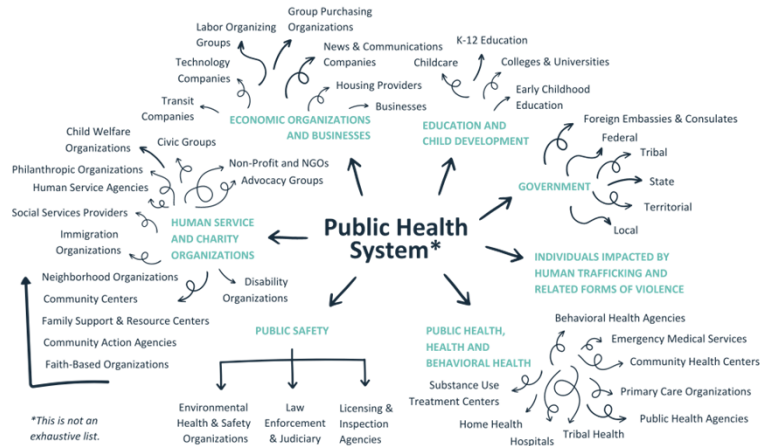 Public Health
System*
ECONOMIC ORGANIZATIONS
AND BUSINESSES
Transit
Companies
Technology
Companies
Labor Organizing
Groups
Group Purchasing
Organizations
News & Communications
Companies
Housing Providers
Businesses
EDUCATION AND
CHILD DEVELOPMENT
Childcare
K-12 Education
Colleges & Universities
Early Childhood
Education
GOVERNMENT
Foreign Embassies & Consulates
Federal
Tribal
State
Territorial
Local
INDIVIDUALS IMPACTED BY
HUMAN TRAFFICKING AND
RELATED FORMS OF VIOLENCE
PUBLIC HEALTH,
HEALTH AND
BEHAVIORAL HEALTH
Behavioral Health Agencies
Emergency Medical Services
Community Health Centers
Primary Care Organizations
Public Health Agencies
Tribal Health
Hospitals
Home Health
Substance Use
Treatment Centers
PUBLIC SAFETY
Environmental
Health & Safety
Organizations
Law
Enforcement
& Judiciary
Licensing &
Inspection
Agencies
HUMAN SERVICE
AND CHARITY
ORGANIZATIONS
Non-Profit and NGOs
Advocacy Groups
Civic Groups
Child Welfare
Organizations
Philanthropic Organizations
Human Service Agencies
Social Services Providers
Immigration
Organizations
Disability
Organizations
Neighborhood Organizations
Community Centers
Family Support & Resource Centers
Community Action Agencies
Faith-Based Organizations
*This is not an
exhaustive list.